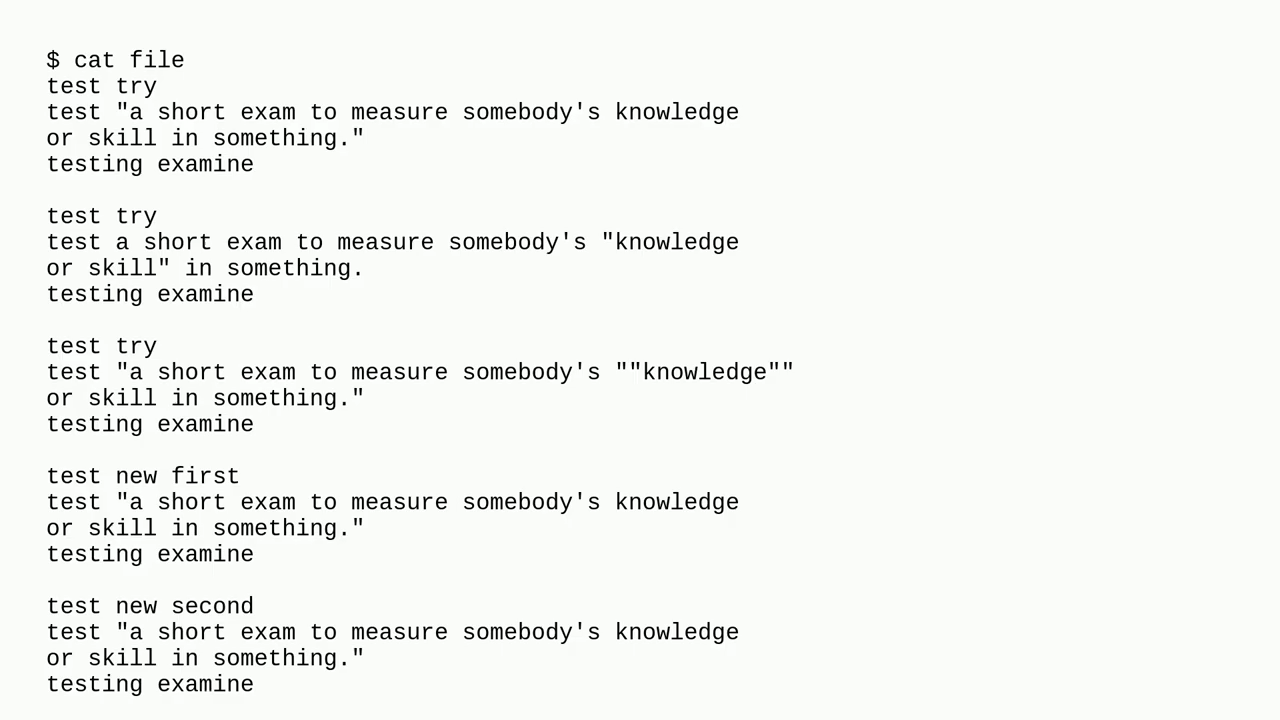 $ cat file
test try
test "a short exam to measure somebody's knowledge
or skill in something."
testing examine

test try
test a short exam to measure somebody's "knowledge
or skill" in something.
testing examine

test try
test "a short exam to measure somebody's ""knowledge""
or skill in something."
testing examine

test new first
test "a short exam to measure somebody's knowledge
or skill in something."
testing examine

test new second
test "a short exam to measure somebody's knowledge
or skill in something."
testing examine